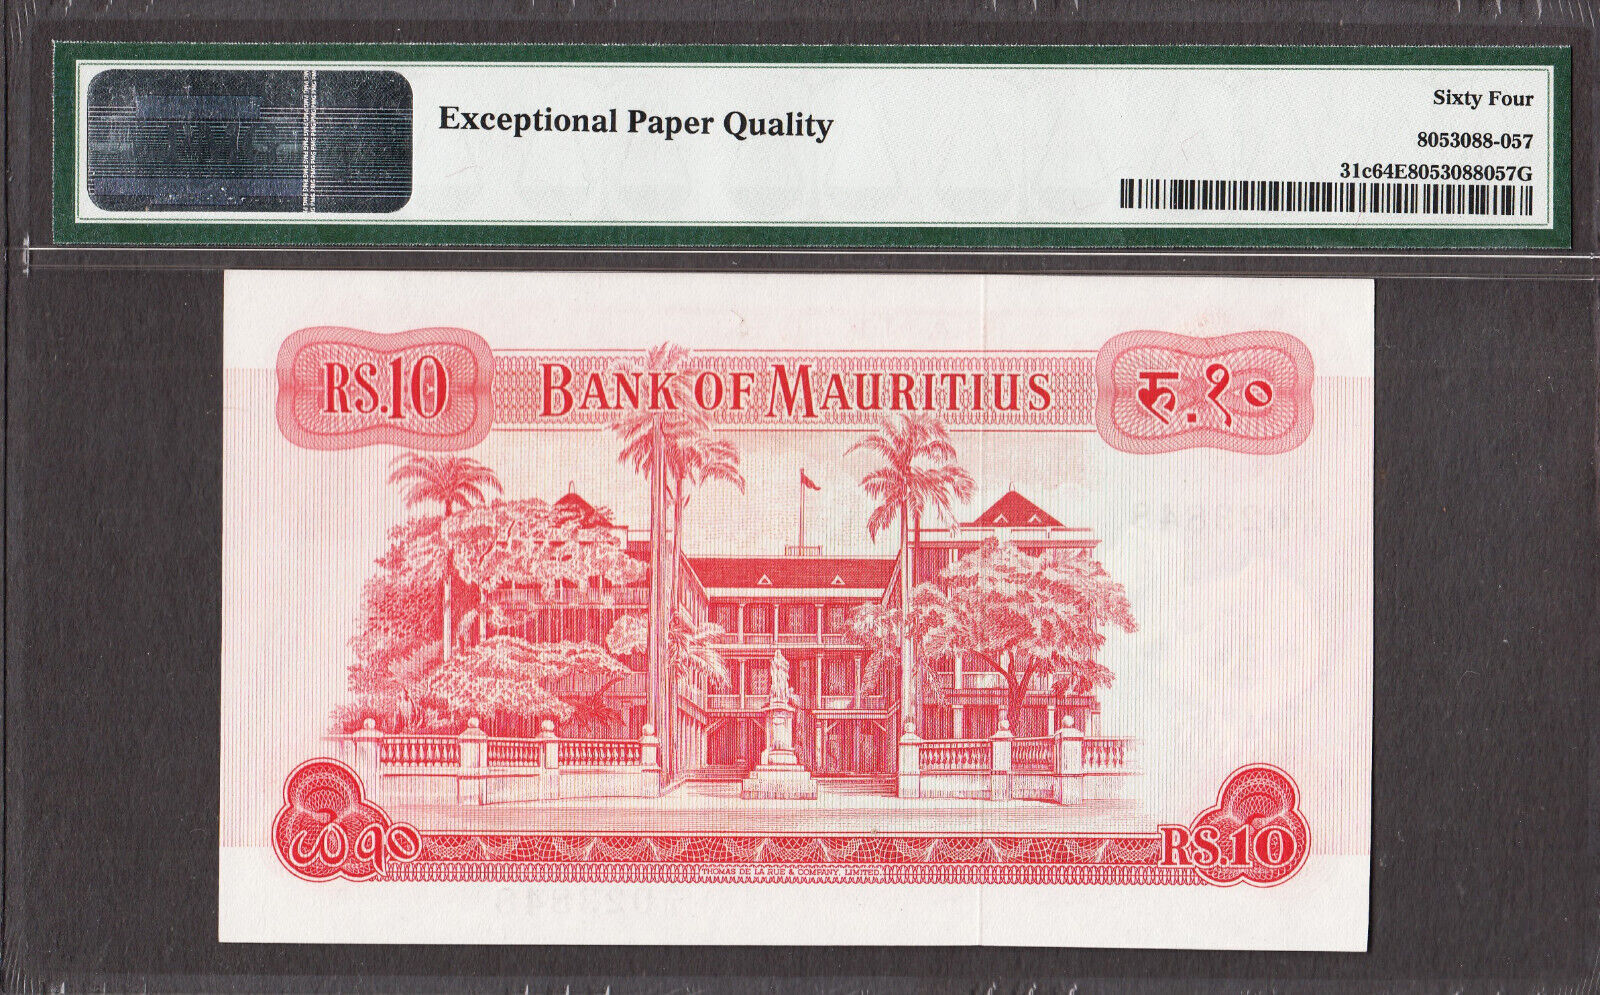 Exceptional Paper Quality
Sixty Four
8053088-057
31c64E8053088057G
RS.10
BANK OF MAURITIUS
रु.१०
RS.10
THOMAS DE LA RUE & COMPANY, LIMITED.